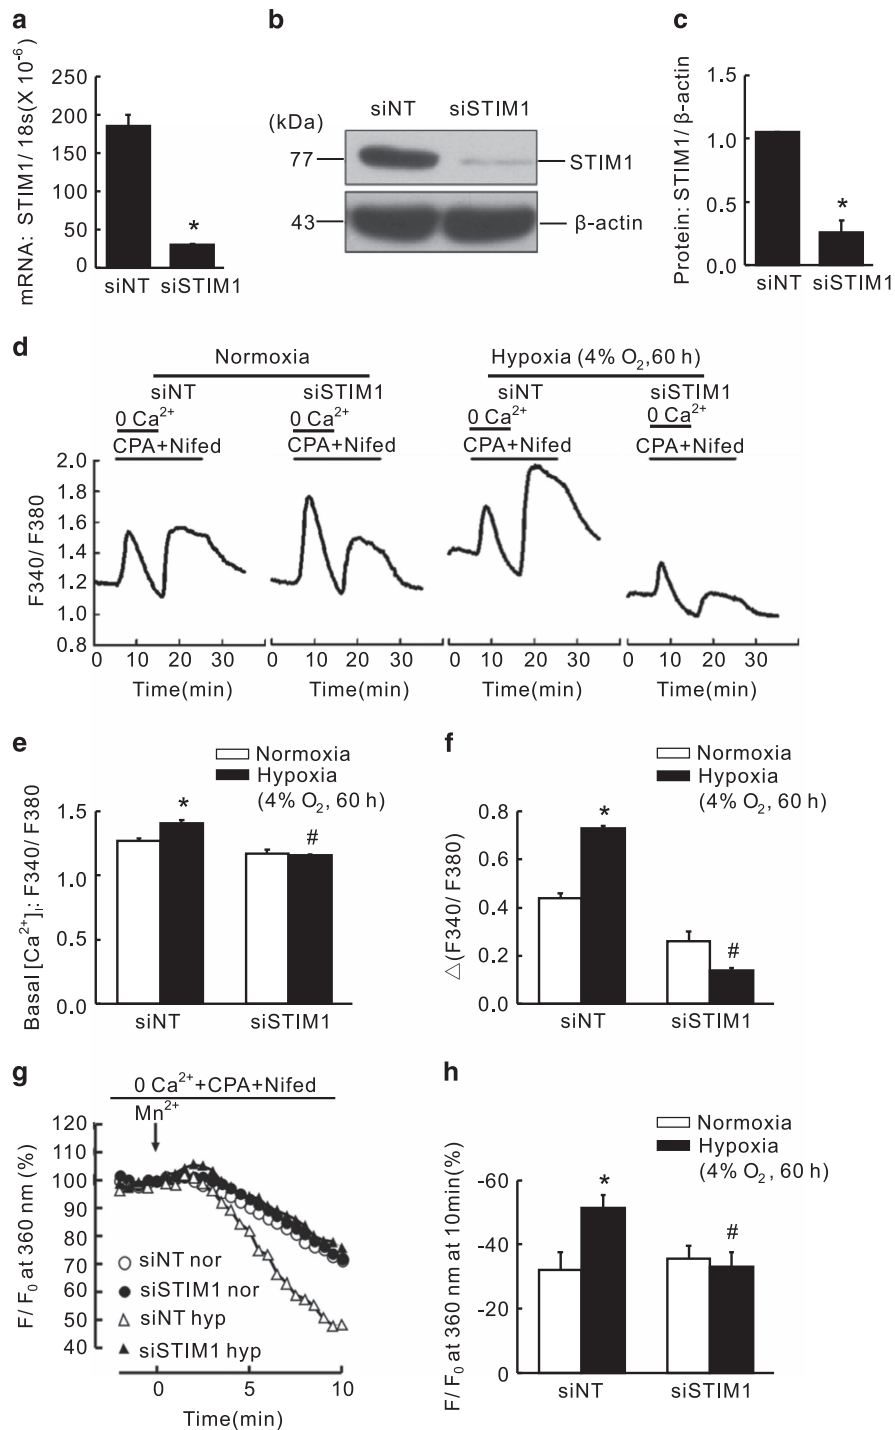 a
mRNA: STIM1/18s(X 10⁻⁶)
250
200
150
100
50
0
*
siNT siSTIM1
b
siNT siSTIM1
(kDa)
77
STIM1
43
β-actin
c
Protein: STIM1/β-actin
1.5
1.0
0.5
0.0
*
siNT siSTIM1
d
Normoxia
Hypoxia (4% O₂,60 h)
siNT siSTIM1 siNT siSTIM1
0 Ca²⁺ 0 Ca²⁺ 0 Ca²⁺ 0 Ca²⁺
CPA+Nifed CPA+Nifed CPA+Nifed CPA+Nifed
F340/F380
2.0
1.8
1.6
1.4
1.2
1.0
0.8
0 10 20 30 0 10 20 30 0 10 20 30 0 10 20 30
Time(min) Time(min) Time(min) Time(min)
e
Normoxia
Hypoxia
(4% O₂, 60 h)
Basal [Ca²⁺]ᵢ: F340/F380
1.5
1.0
0.5
0.0
*
#
siNT siSTIM1
f
Normoxia
Hypoxia
(4% O₂, 60 h)
△(F340/F380)
0.8
0.6
0.4
0.2
0.0
*
#
siNT siSTIM1
g
0 Ca²⁺+CPA+Nifed
Mn²⁺
F/F₀ at 360 nm (%)
120
110
100
90
80
70
60
50
40
siNT nor
siSTIM1 nor
siNT hyp
siSTIM1 hyp
0 5 10
Time(min)
h
Normoxia
Hypoxia
(4% O₂, 60 h)
F/F₀ at 360 nm at 10min(%)
-60
-40
-20
0
*
#
siNT siSTIM1